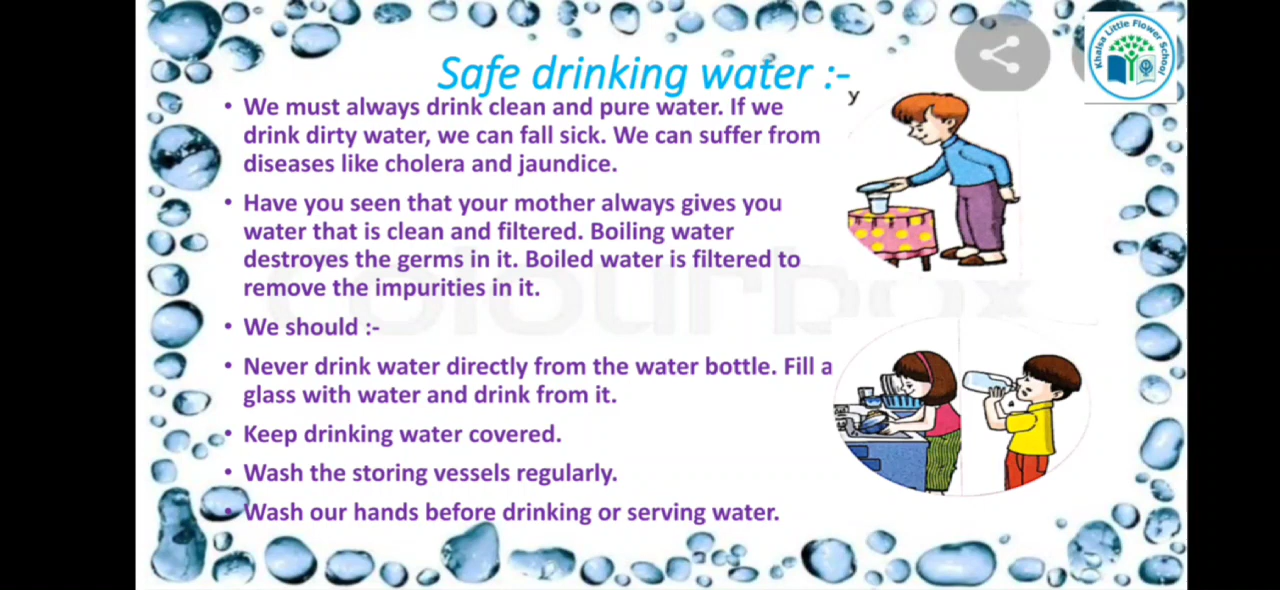 Safe drinking water :-
y
Khalsa Little Flower School
• We must always drink clean and pure water. If we
drink dirty water, we can fall sick. We can suffer from
diseases like cholera and jaundice.
• Have you seen that your mother always gives you
water that is clean and filtered. Boiling water
destroyes the germs in it. Boiled water is filtered to
remove the impurities in it.
• We should :-
• Never drink water directly from the water bottle. Fill a
glass with water and drink from it.
• Keep drinking water covered.
• Wash the storing vessels regularly.
• Wash our hands before drinking or serving water.
colourbox